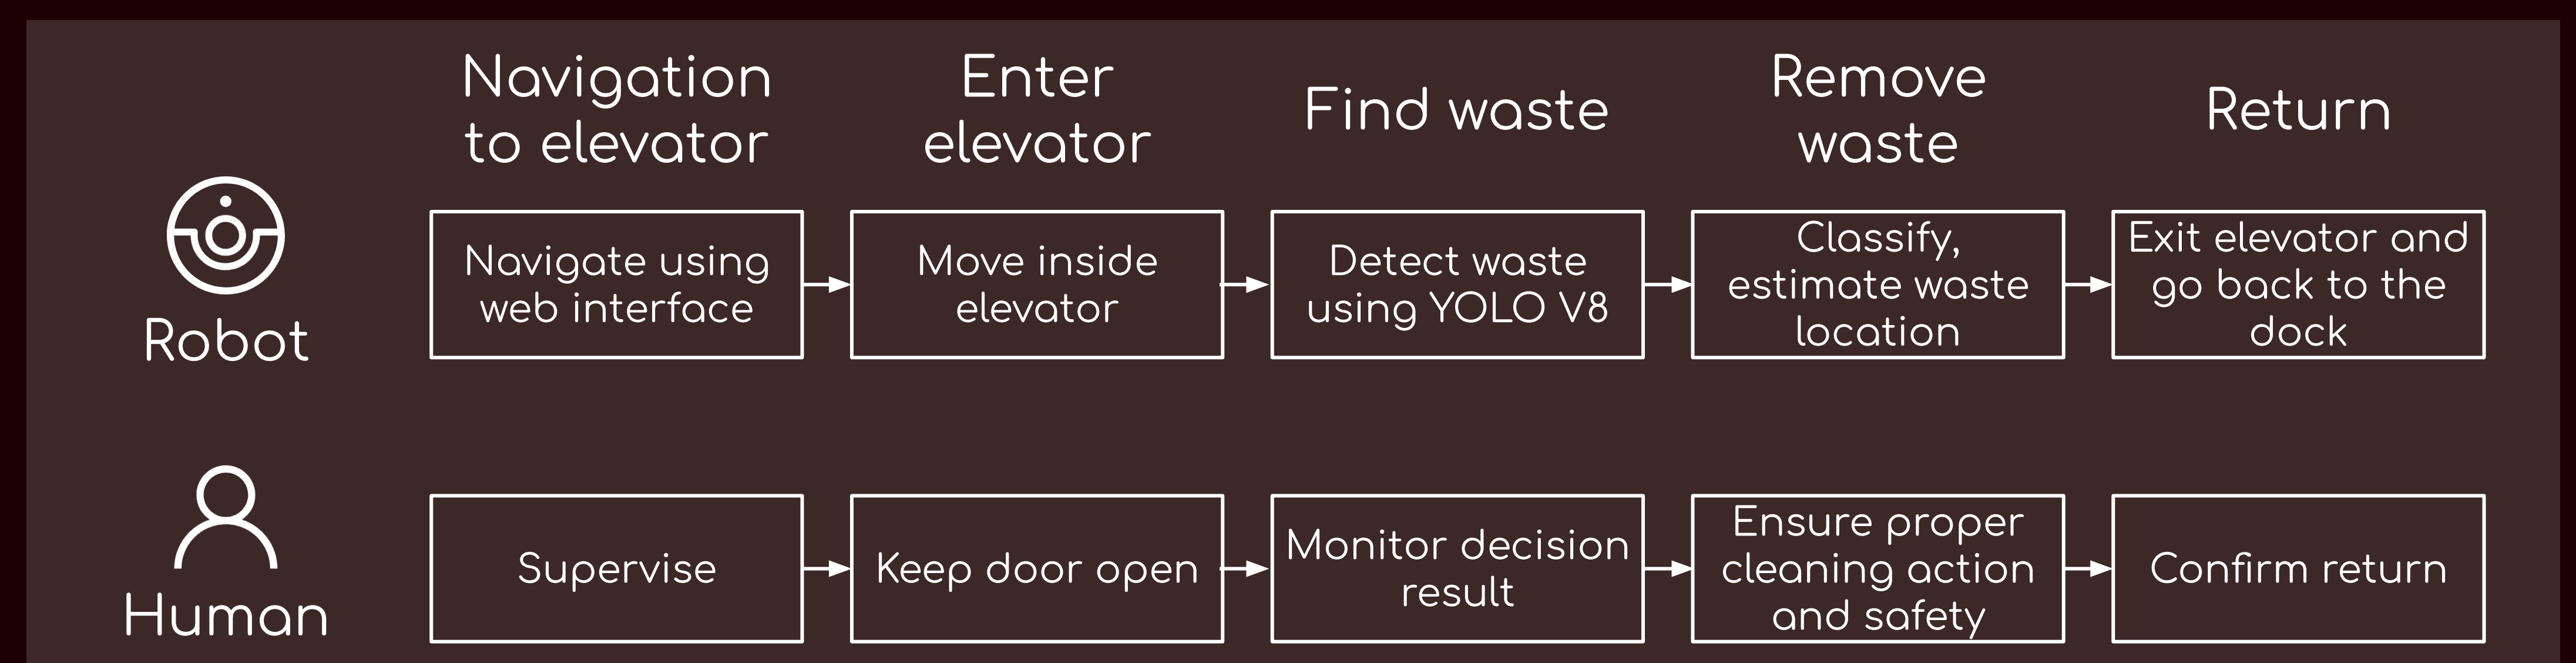 Navigation
to elevator
Enter
elevator
Find waste
Remove
waste
Return
Robot
Navigate using
web interface
Move inside
elevator
Detect waste
using YOLO V8
Classify,
estimate waste
location
Exit elevator and
go back to the
dock
Human
Supervise
Keep door open
Monitor decision
result
Ensure proper
cleaning action
and safety
Confirm return